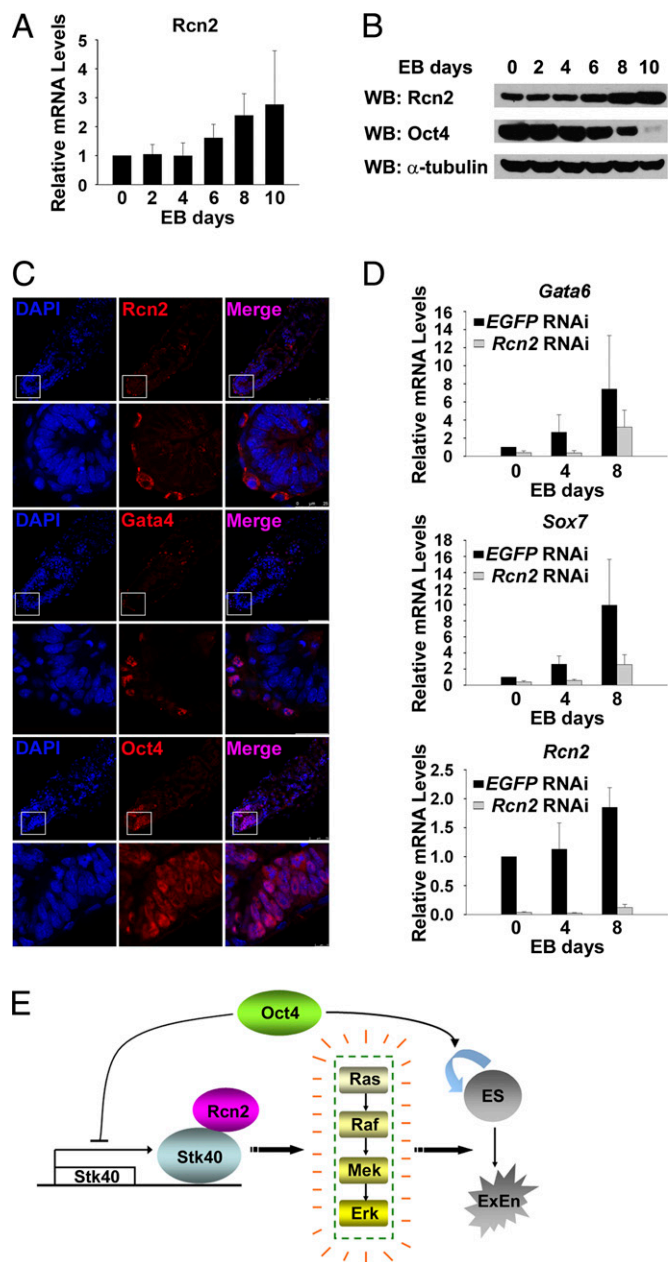 A
Rcn2
Relative mRNA Levels
5
4
3
2
1
0
0 2 4 6 8 10
EB days
B
EB days 0 2 4 6 8 10
WB: Rcn2
WB: Oct4
WB: α-tubulin
C
DAPI Rcn2 Merge
DAPI Gata4 Merge
DAPI Oct4 Merge
D
Gata6
Relative mRNA Levels
16
14
12
10
8
6
4
2
0
EGFP RNAi
Rcn2 RNAi
0 4 8
EB days
Sox7
Relative mRNA Levels
16
14
12
10
8
6
4
2
0
EGFP RNAi
Rcn2 RNAi
0 4 8
EB days
Rcn2
Relative mRNA Levels
2.5
2.0
1.5
1.0
0.5
0.0
EGFP RNAi
Rcn2 RNAi
0 4 8
EB days
E
Oct4
Rcn2
Stk40
Stk40
Ras
Raf
Mek
Erk
ES
ExEn